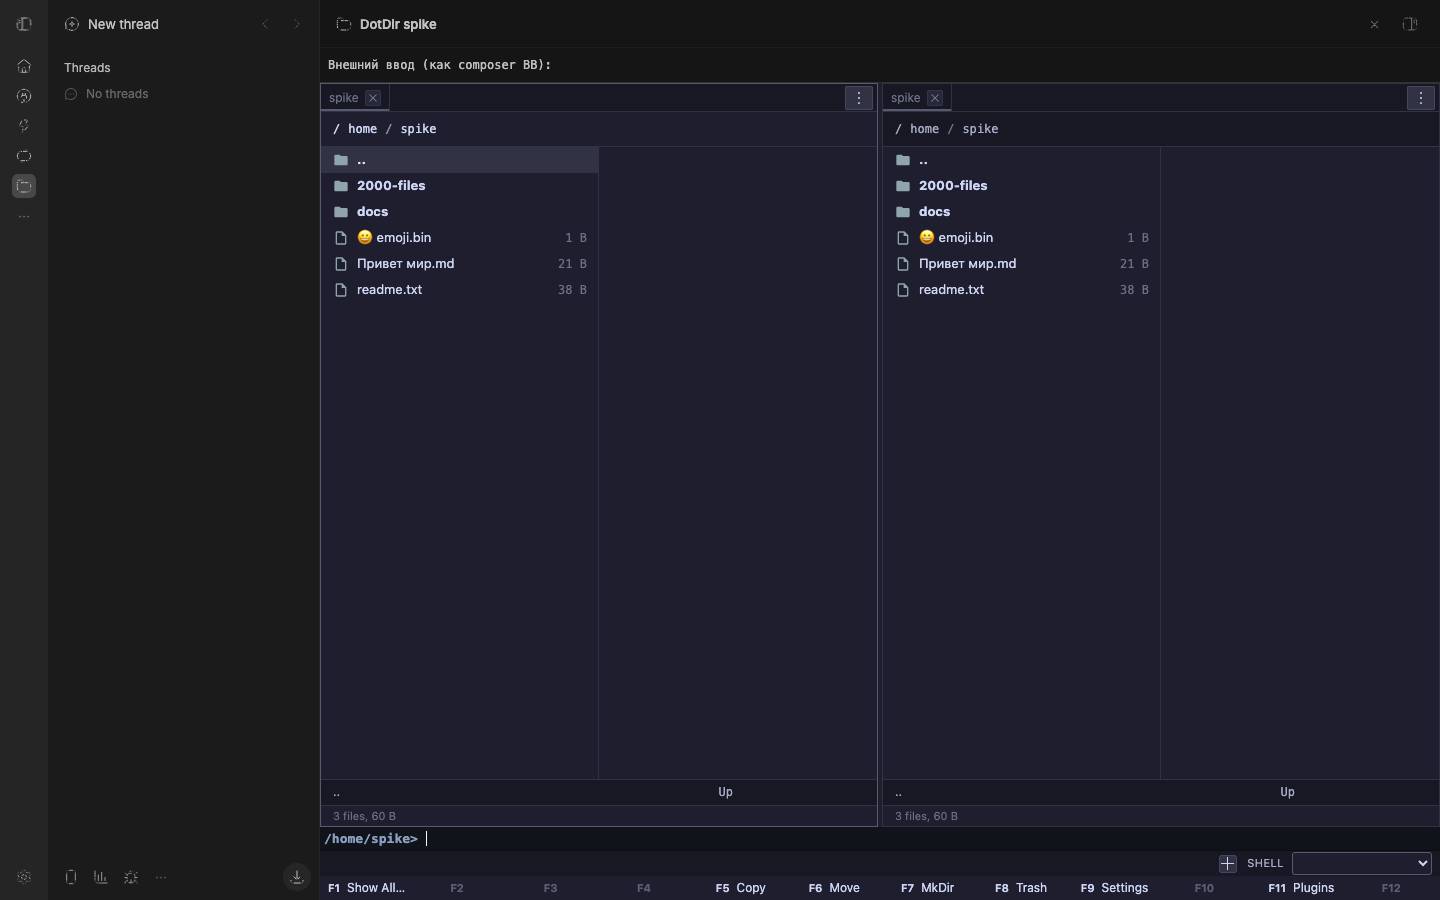 New thread
Threads
No threads
DotDir spike
Внешний ввод (как composer BB):
spike
/ home / spike
..
2000-files
docs
😀 emoji.bin 1 B
Привет мир.md 21 B
readme.txt 38 B
.. Up
3 files, 60 B
spike
/ home / spike
..
2000-files
docs
😀 emoji.bin 1 B
Привет мир.md 21 B
readme.txt 38 B
.. Up
3 files, 60 B
/home/spike>
SHELL
F1 Show All... F2 F3 F4 F5 Copy F6 Move F7 MkDir F8 Trash F9 Settings F10 F11 Plugins F12